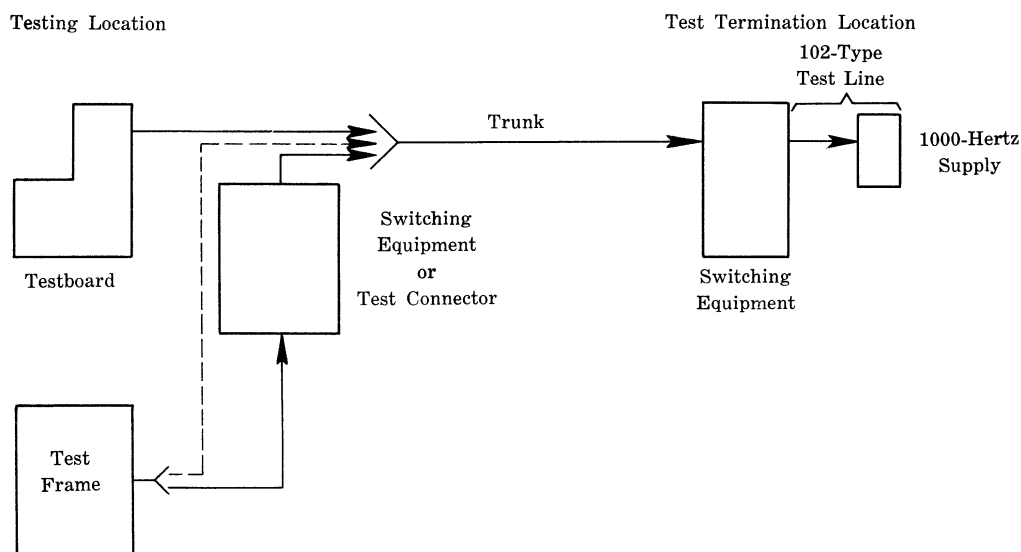 Testing Location
Test Termination Location
102-Type
Test Line
Trunk
1000-Hertz
Supply
Testboard
Switching
Equipment
or
Test Connector
Switching
Equipment
Test
Frame